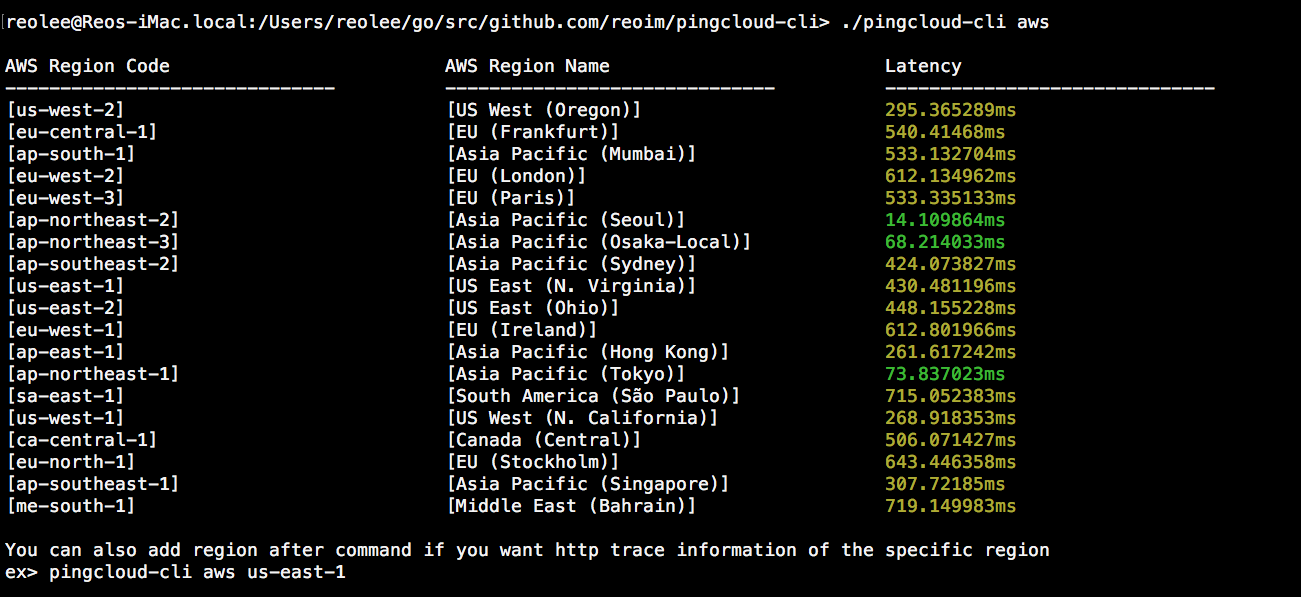 reolee@Reos-iMac.local:/Users/reolee/go/src/github.com/reoim/pingcloud-cli> ./pingcloud-cli aws
AWS Region Code AWS Region Name Latency
------------------------------ ------------------------------ ------------------------------
[us-west-2] [US West (Oregon)] 295.365289ms
[eu-central-1] [EU (Frankfurt)] 540.41468ms
[ap-south-1] [Asia Pacific (Mumbai)] 533.132704ms
[eu-west-2] [EU (London)] 612.134962ms
[eu-west-3] [EU (Paris)] 533.335133ms
[ap-northeast-2] [Asia Pacific (Seoul)] 14.109864ms
[ap-northeast-3] [Asia Pacific (Osaka-Local)] 68.214033ms
[ap-southeast-2] [Asia Pacific (Sydney)] 424.073827ms
[us-east-1] [US East (N. Virginia)] 430.481196ms
[us-east-2] [US East (Ohio)] 448.155228ms
[eu-west-1] [EU (Ireland)] 612.801966ms
[ap-east-1] [Asia Pacific (Hong Kong)] 261.617242ms
[ap-northeast-1] [Asia Pacific (Tokyo)] 73.837023ms
[sa-east-1] [South America (São Paulo)] 715.052383ms
[us-west-1] [US West (N. California)] 268.918353ms
[ca-central-1] [Canada (Central)] 506.071427ms
[eu-north-1] [EU (Stockholm)] 643.446358ms
[ap-southeast-1] [Asia Pacific (Singapore)] 307.72185ms
[me-south-1] [Middle East (Bahrain)] 719.149983ms
You can also add region after command if you want http trace information of the specific region
ex> pingcloud-cli aws us-east-1